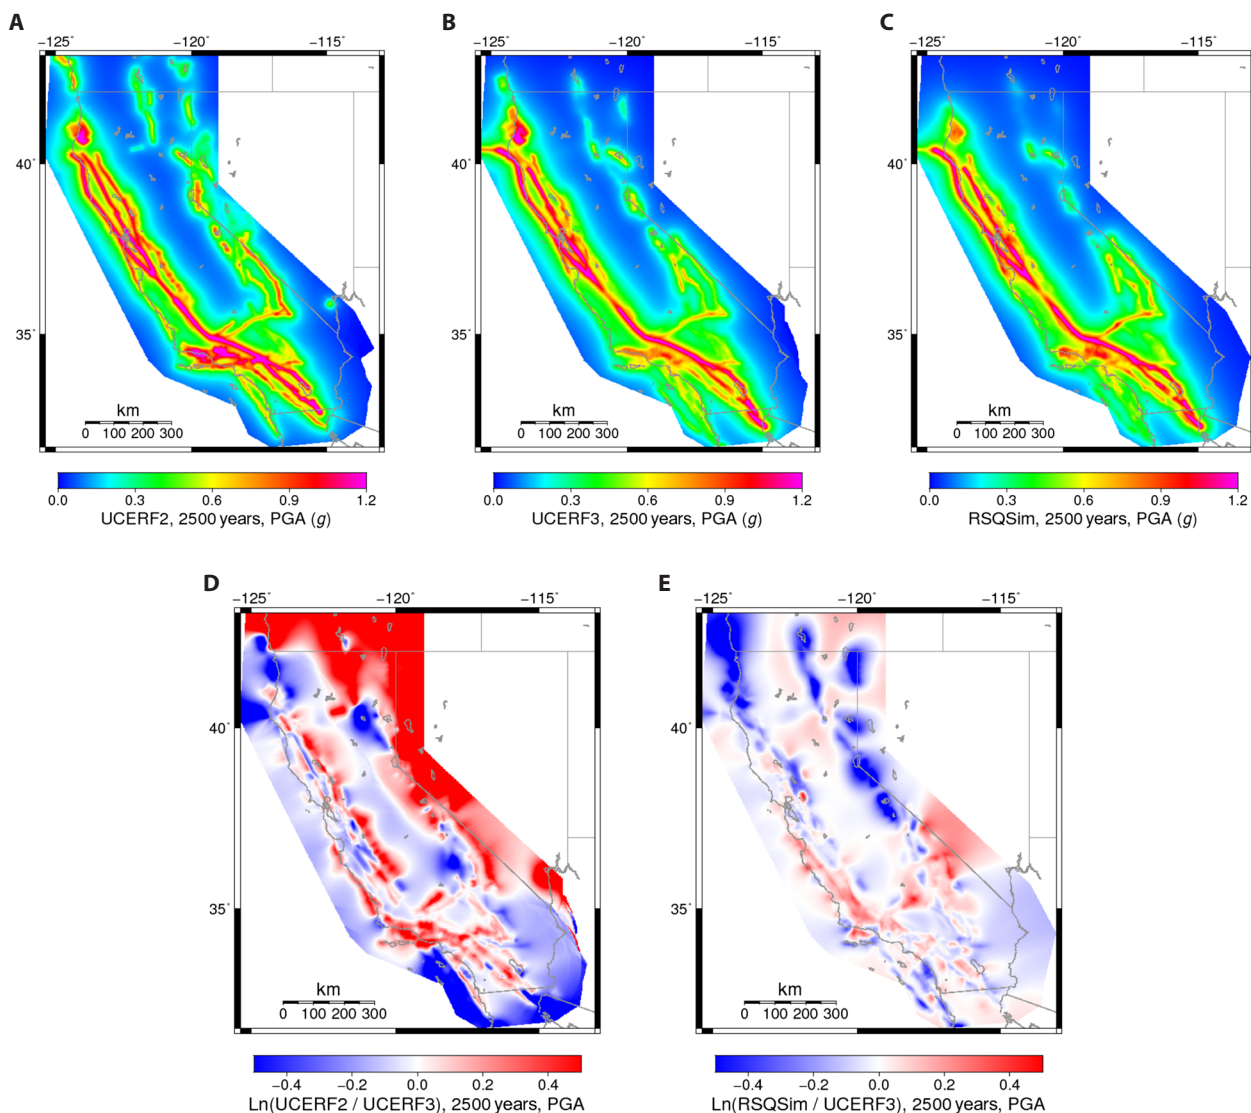 A
−125° −120° −115°
40°
35°
km
0 100 200 300
0.0 0.3 0.6 0.9 1.2
UCERF2, 2500 years, PGA (g)
B
−125° −120° −115°
40°
35°
km
0 100 200 300
0.0 0.3 0.6 0.9 1.2
UCERF3, 2500 years, PGA (g)
C
−125° −120° −115°
40°
35°
km
0 100 200 300
0.0 0.3 0.6 0.9 1.2
RSQSim, 2500 years, PGA (g)
D
−125° −120° −115°
40°
35°
km
0 100 200 300
−0.4 −0.2 0.0 0.2 0.4
Ln(UCERF2 / UCERF3), 2500 years, PGA
E
−125° −120° −115°
40°
35°
km
0 100 200 300
−0.4 −0.2 0.0 0.2 0.4
Ln(RSQSim / UCERF3), 2500 years, PGA